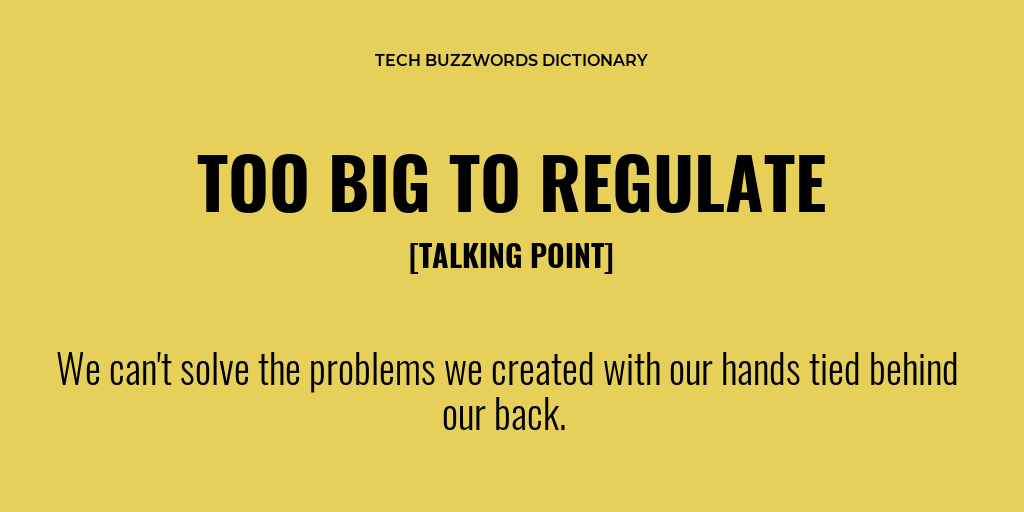 TECH BUZZWORDS DICTIONARY
TOO BIG TO REGULATE
[TALKING POINT]
We can't solve the problems we created with our hands tied behind
our back.